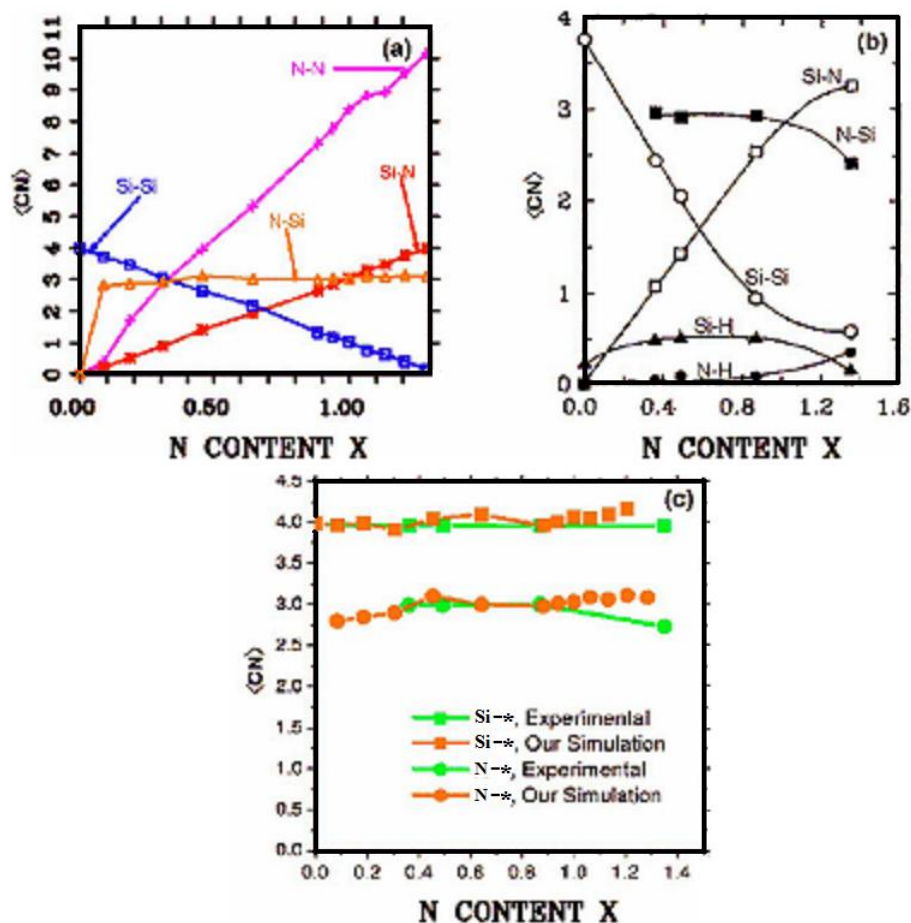 (a)
N-N
Si-Si
Si-N
N-Si
⟨CN⟩
11
10
9
8
7
6
5
4
3
2
1
0
0.00 0.50 1.00
N CONTENT X
(b)
Si-N
N-Si
Si-Si
Si-H
N-H
⟨CN⟩
4
3
2
1
0
0 0.4 0.8 1.2 1.6
N CONTENT X
(c)
⟨CN⟩
4.5
4.0
3.5
3.0
2.5
2.0
1.5
1.0
0.5
0.0
Si-*, Experimental
Si-*, Our Simulation
N-*, Experimental
N-*, Our Simulation
0.0 0.2 0.4 0.6 0.8 1.0 1.2 1.4
N CONTENT X